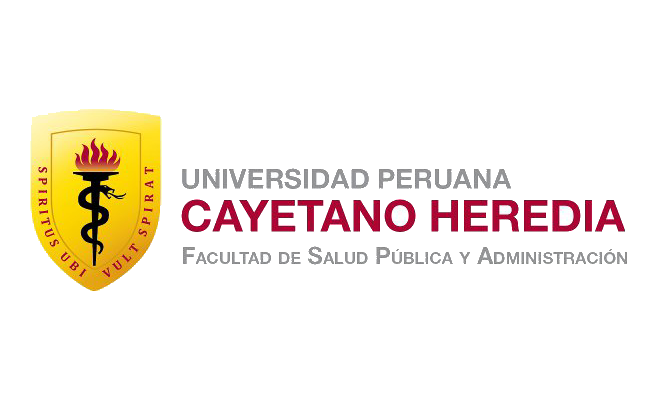 SPIRITUS UBI VULT SPIRAT
UNIVERSIDAD PERUANA
CAYETANO HEREDIA
FACULTAD DE SALUD PÚBLICA Y ADMINISTRACIÓN